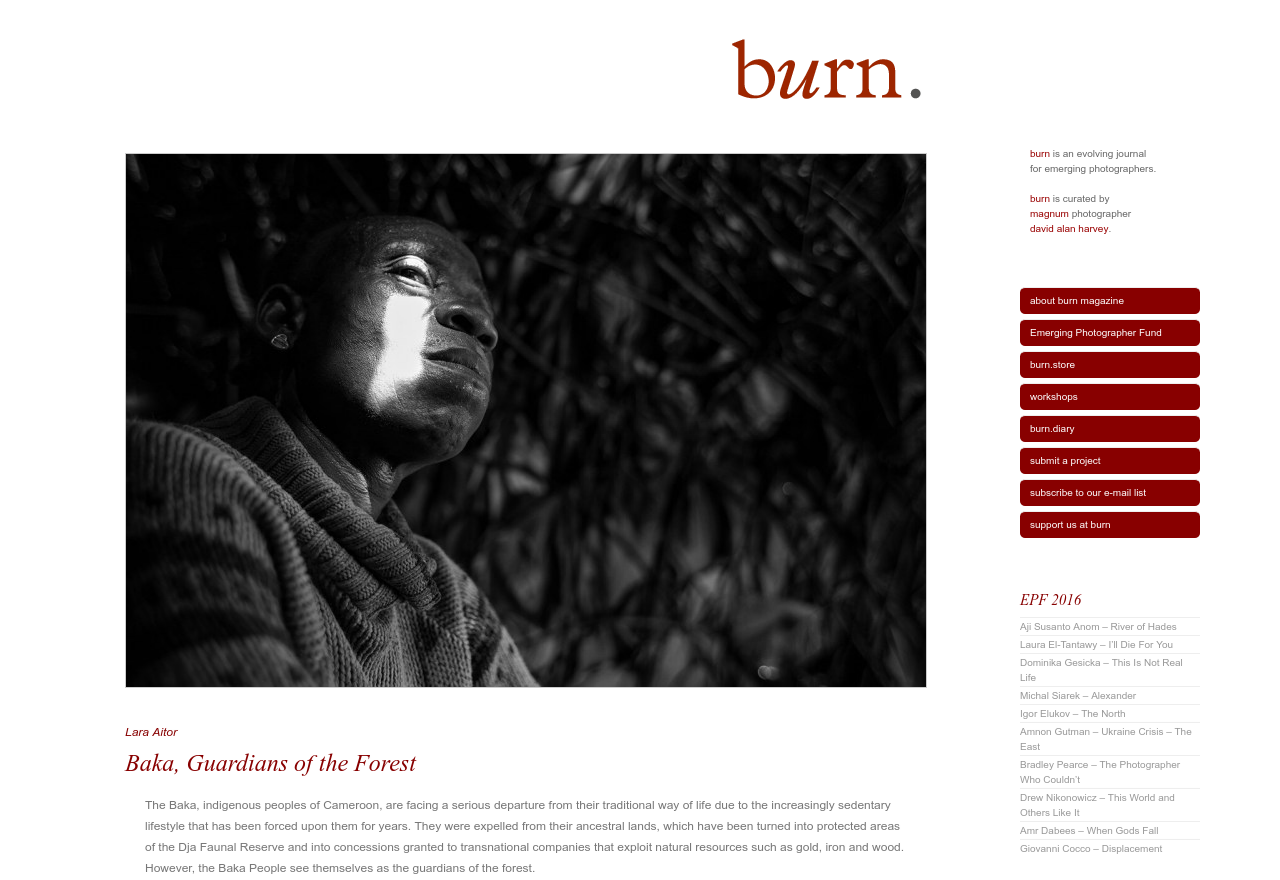 burn.
burn is an evolving journal
for emerging photographers.
burn is curated by
magnum photographer
david alan harvey.
about burn magazine
Emerging Photographer Fund
burn.store
workshops
burn.diary
submit a project
subscribe to our e-mail list
support us at burn
EPF 2016
Aji Susanto Anom – River of Hades
Laura El-Tantawy – I'll Die For You
Dominika Gesicka – This Is Not Real
Life
Michal Siarek – Alexander
Igor Elukov – The North
Amnon Gutman – Ukraine Crisis – The
East
Bradley Pearce – The Photographer
Who Couldn't
Drew Nikonowicz – This World and
Others Like It
Amr Dabees – When Gods Fall
Giovanni Cocco – Displacement
Lara Aitor
Baka, Guardians of the Forest
The Baka, indigenous peoples of Cameroon, are facing a serious departure from their traditional way of life due to the increasingly sedentary
lifestyle that has been forced upon them for years. They were expelled from their ancestral lands, which have been turned into protected areas
of the Dja Faunal Reserve and into concessions granted to transnational companies that exploit natural resources such as gold, iron and wood.
However, the Baka People see themselves as the guardians of the forest.